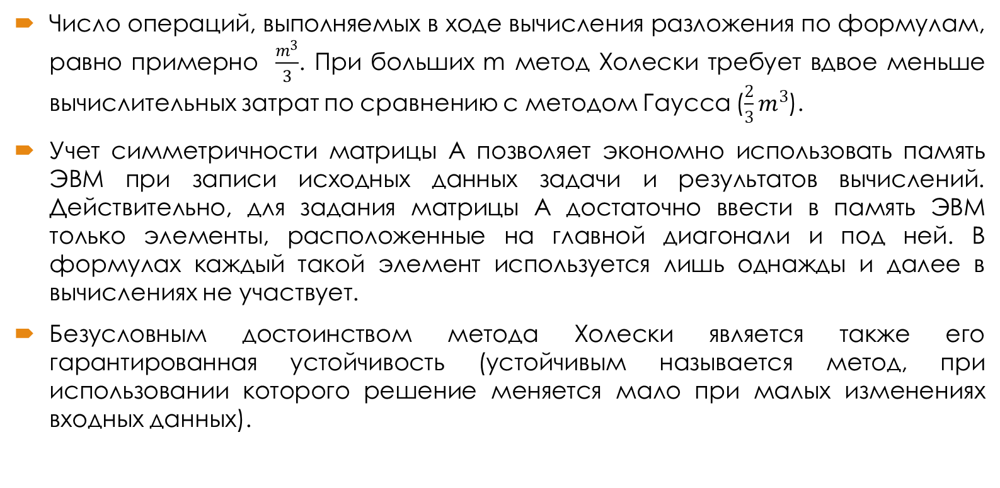 Число операций, выполняемых в ходе вычисления разложения по формулам,
равно примерно $\frac{m^3}{3}$. При больших m метод Холески требует вдвое меньше
вычислительных затрат по сравнению с методом Гаусса ($\frac{2}{3}m^3$).
Учет симметричности матрицы А позволяет экономно использовать память
ЭВМ при записи исходных данных задачи и результатов вычислений.
Действительно, для задания матрицы А достаточно ввести в память ЭВМ
только элементы, расположенные на главной диагонали и под ней. В
формулах каждый такой элемент используется лишь однажды и далее в
вычислениях не участвует.
Безусловным достоинством метода Холески является также его
гарантированная устойчивость (устойчивым называется метод, при
использовании которого решение меняется мало при малых изменениях
входных данных).